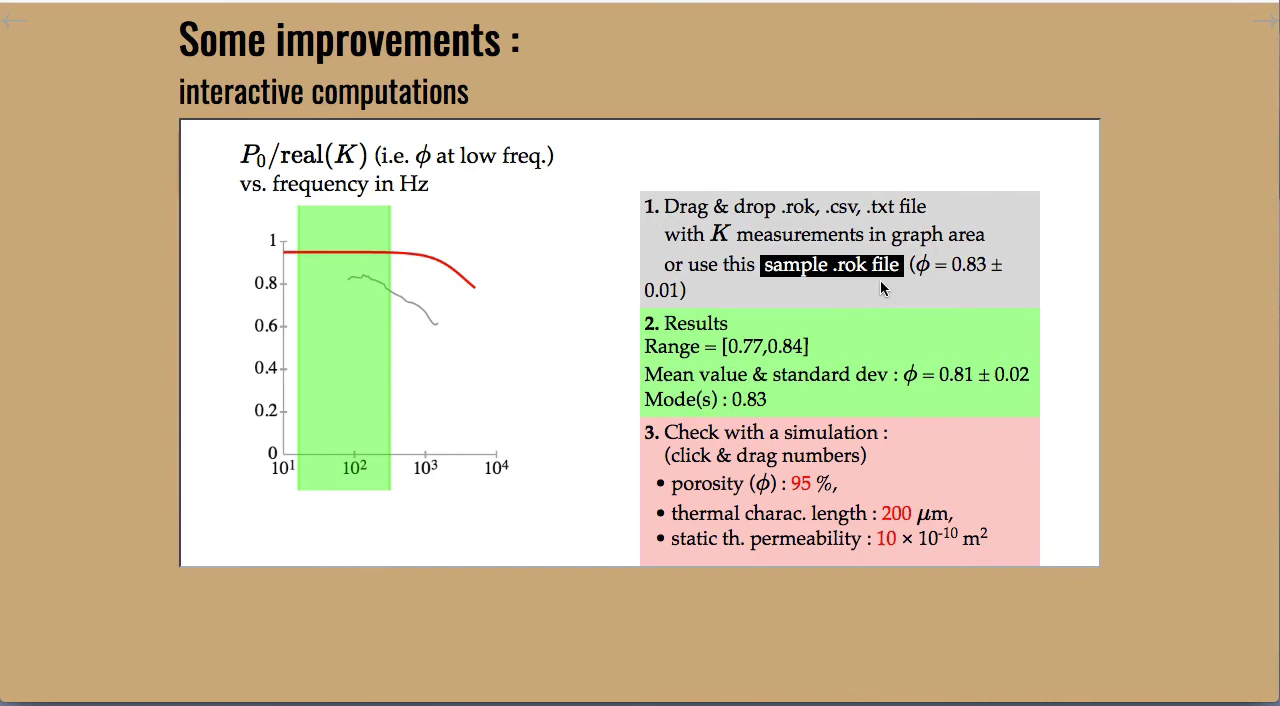 Some improvements :
interactive computations
P₀/real(K) (i.e. ϕ at low freq.)
vs. frequency in Hz
1
0.8
0.6
0.4
0.2
0
10¹ 10² 10³ 10⁴
1. Drag & drop .rok, .csv, .txt file
with K measurements in graph area
or use this sample .rok file (ϕ = 0.83 ±
0.01)
2. Results
Range = [0.77,0.84]
Mean value & standard dev : ϕ = 0.81 ± 0.02
Mode(s) : 0.83
3. Check with a simulation :
(click & drag numbers)
• porosity (ϕ) : 95 %,
• thermal charac. length : 200 μm,
• static th. permeability : 10 × 10⁻¹⁰ m²